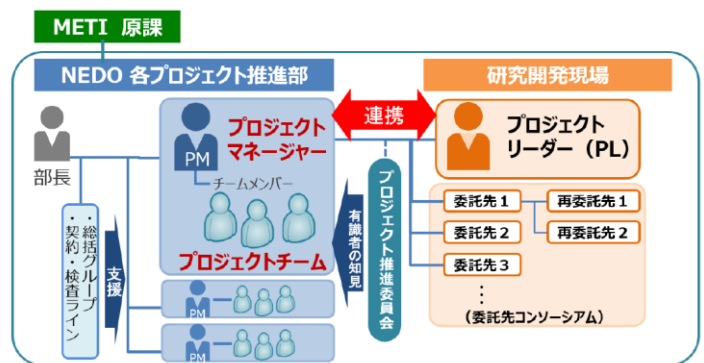 METI 原課
NEDO 各プロジェクト推進部
研究開発現場
部長
PM
プロジェクト
マネージャー
チームメンバー
プロジェクトチーム
連携
プロジェクト
リーダー（PL）
・総括グループ
・契約・検査ライン
支援
有識者の知見
プロジェクト推進委員会
委託先１
再委託先１
委託先２
再委託先２
委託先３
⋮
（委託先コンソーシアム）
PM
PM